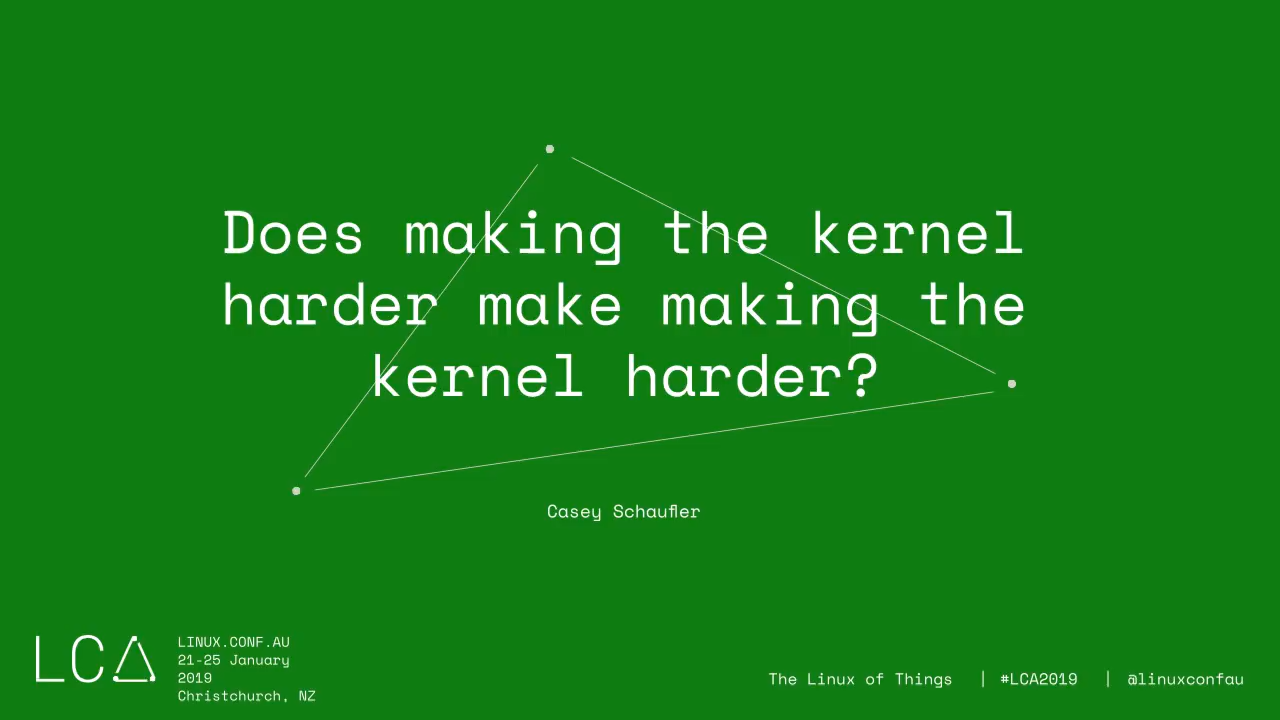 Does making the kernel
harder make making the
kernel harder?
Casey Schaufler
LCA
LINUX.CONF.AU
21-25 January
2019
Christchurch, NZ
The Linux of Things | #LCA2019 | @linuxconfau